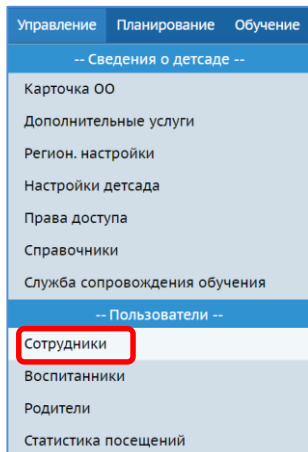 Управление Планирование Обучение
-- Сведения о детсаде --
Карточка ОО
Дополнительные услуги
Регион. настройки
Настройки детсада
Права доступа
Справочники
Служба сопровождения обучения
-- Пользователи --
Сотрудники
Воспитанники
Родители
Статистика посещений